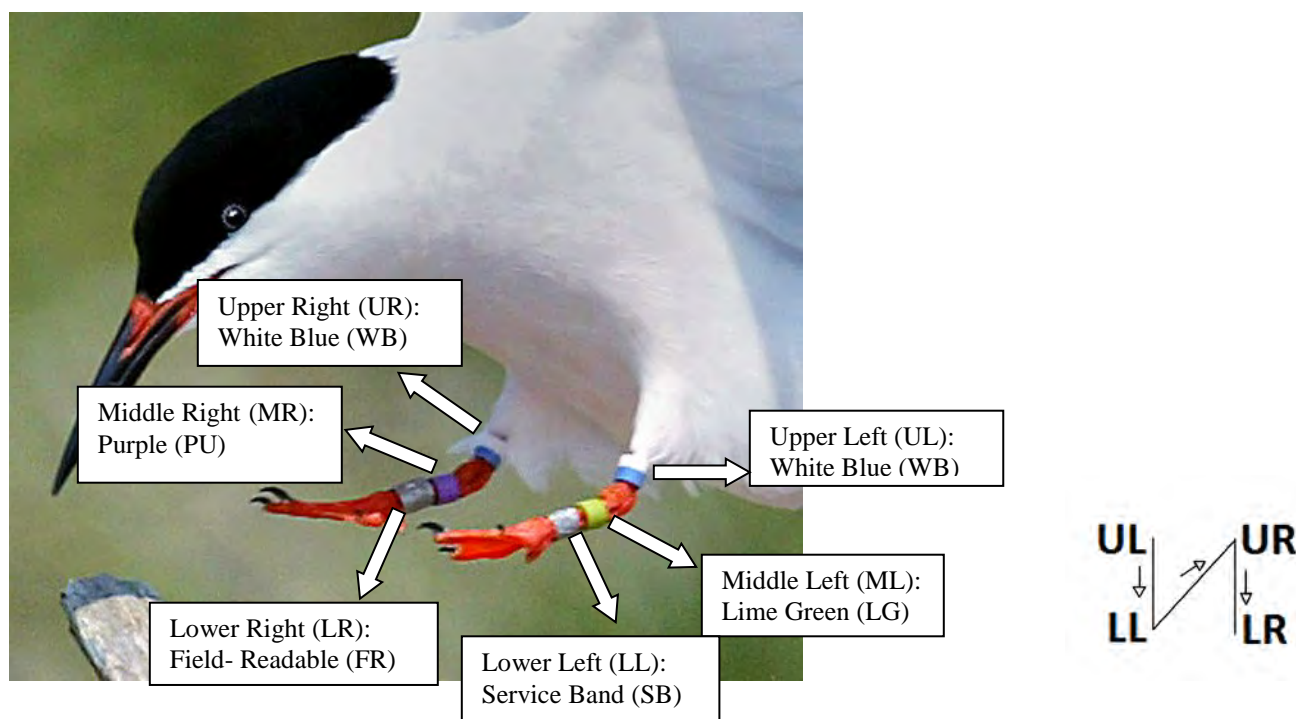 Upper Right (UR):
White Blue (WB)
Middle Right (MR):
Purple (PU)
Upper Left (UL):
White Blue (WB)
Middle Left (ML):
Lime Green (LG)
Lower Right (LR):
Field- Readable (FR)
Lower Left (LL):
Service Band (SB)
UL UR
LL LR